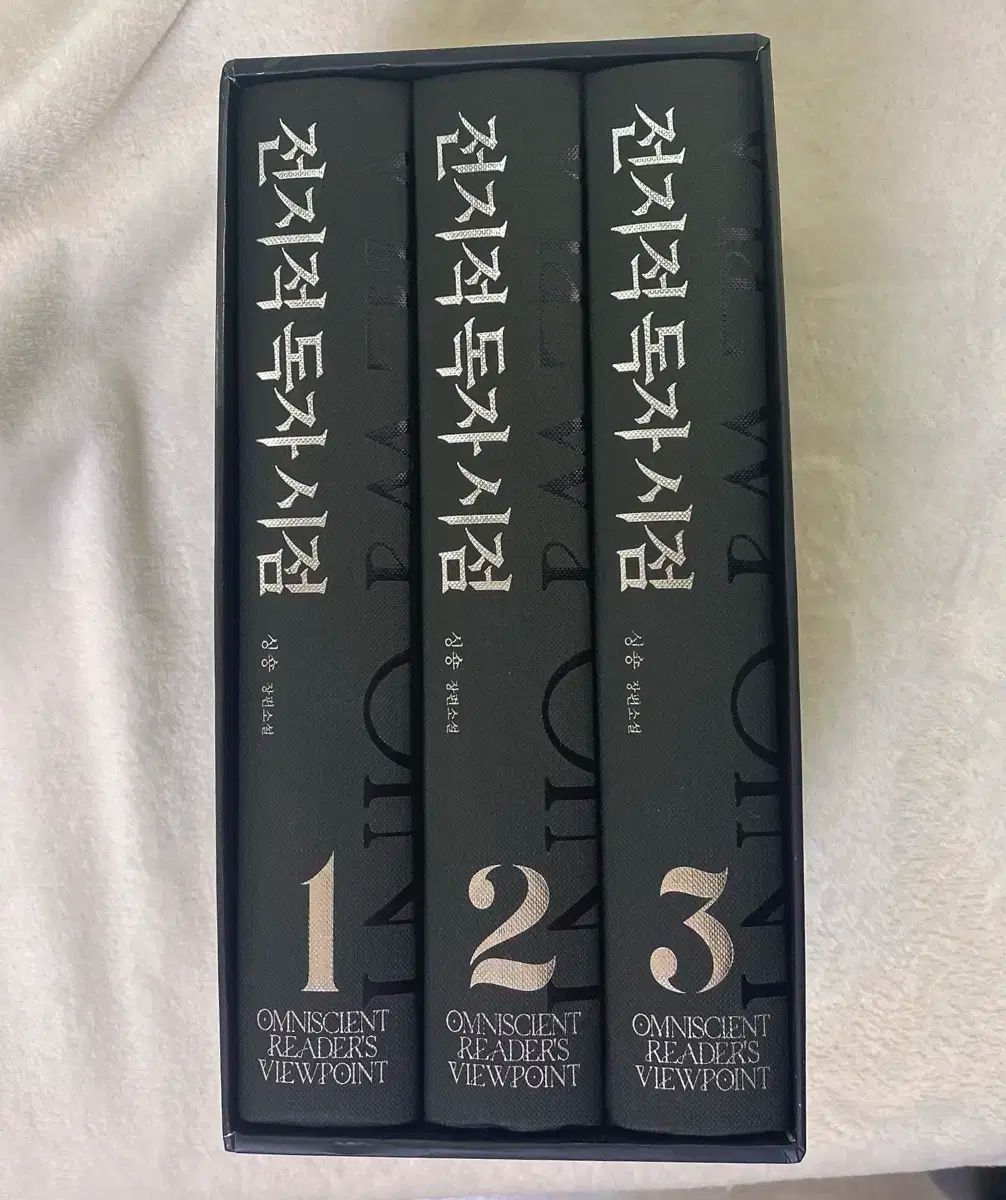 전지적 독자 시점
싱숑 장편소설
1
OMNISCIENT
READER'S
VIEWPOINT
전지적 독자 시점
싱숑 장편소설
2
OMNISCIENT
READER'S
VIEWPOINT
전지적 독자 시점
싱숑 장편소설
3
OMNISCIENT
READER'S
VIEWPOINT